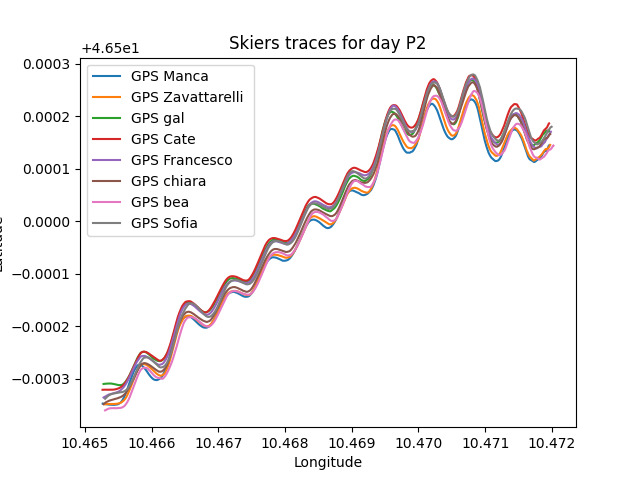 Skiers traces for day P2
+4.65e1
0.0003
0.0002
0.0001
0.0000
−0.0001
−0.0002
−0.0003
GPS Manca
GPS Zavattarelli
GPS gal
GPS Cate
GPS Francesco
GPS chiara
GPS bea
GPS Sofia
10.465 10.466 10.467 10.468 10.469 10.470 10.471 10.472
Longitude